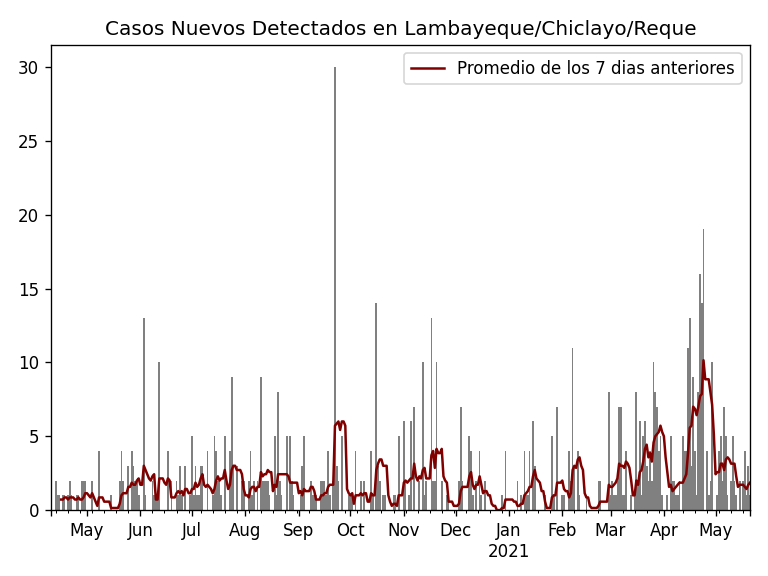 Casos Nuevos Detectados en Lambayeque/Chiclayo/Reque
Promedio de los 7 dias anteriores
30
25
20
15
10
5
0
May Jun Jul Aug Sep Oct Nov Dec Jan Feb Mar Apr May
2021